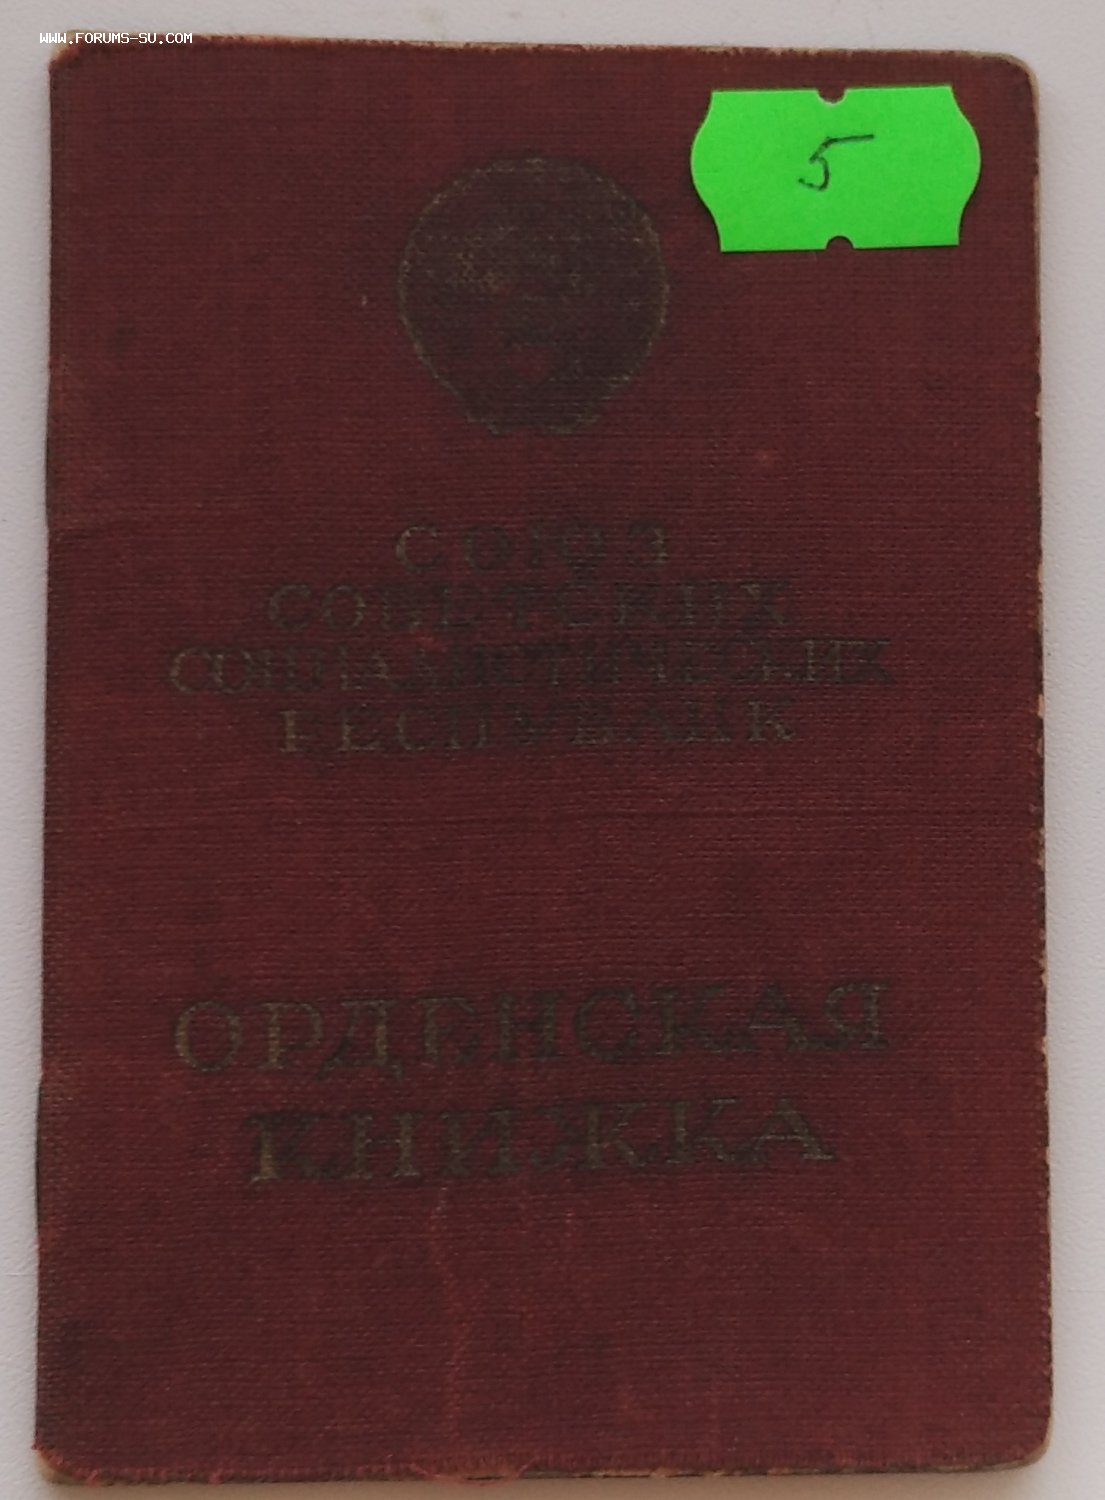 WWW.FORUMS-SU.COM
5
СОЮЗ
СОВЕТСКИХ
СОЦИАЛИСТИЧЕСКИХ
РЕСПУБЛИК
ОРДЕНСКАЯ
КНИЖКА